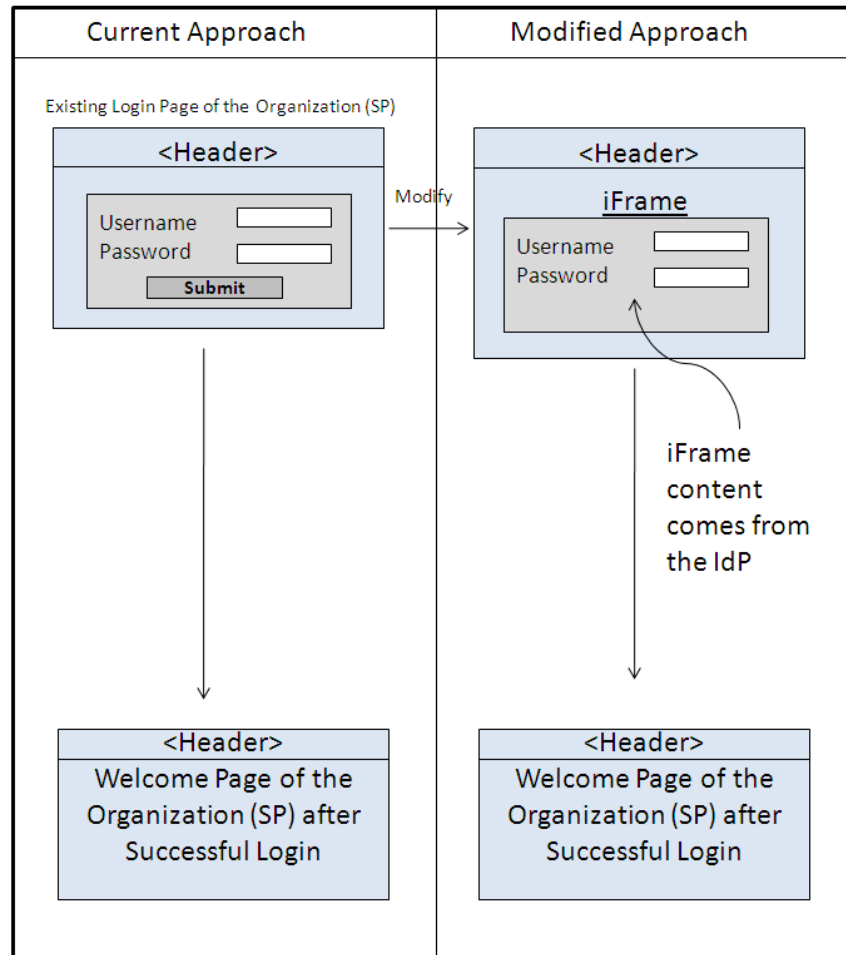 Current Approach
Modified Approach
Existing Login Page of the Organization (SP)
<Header>
Username
Password
Submit
Modify
<Header>
iFrame
Username
Password
iFrame
content
comes from
the IdP
<Header>
Welcome Page of the
Organization (SP) after
Successful Login
<Header>
Welcome Page of the
Organization (SP) after
Successful Login